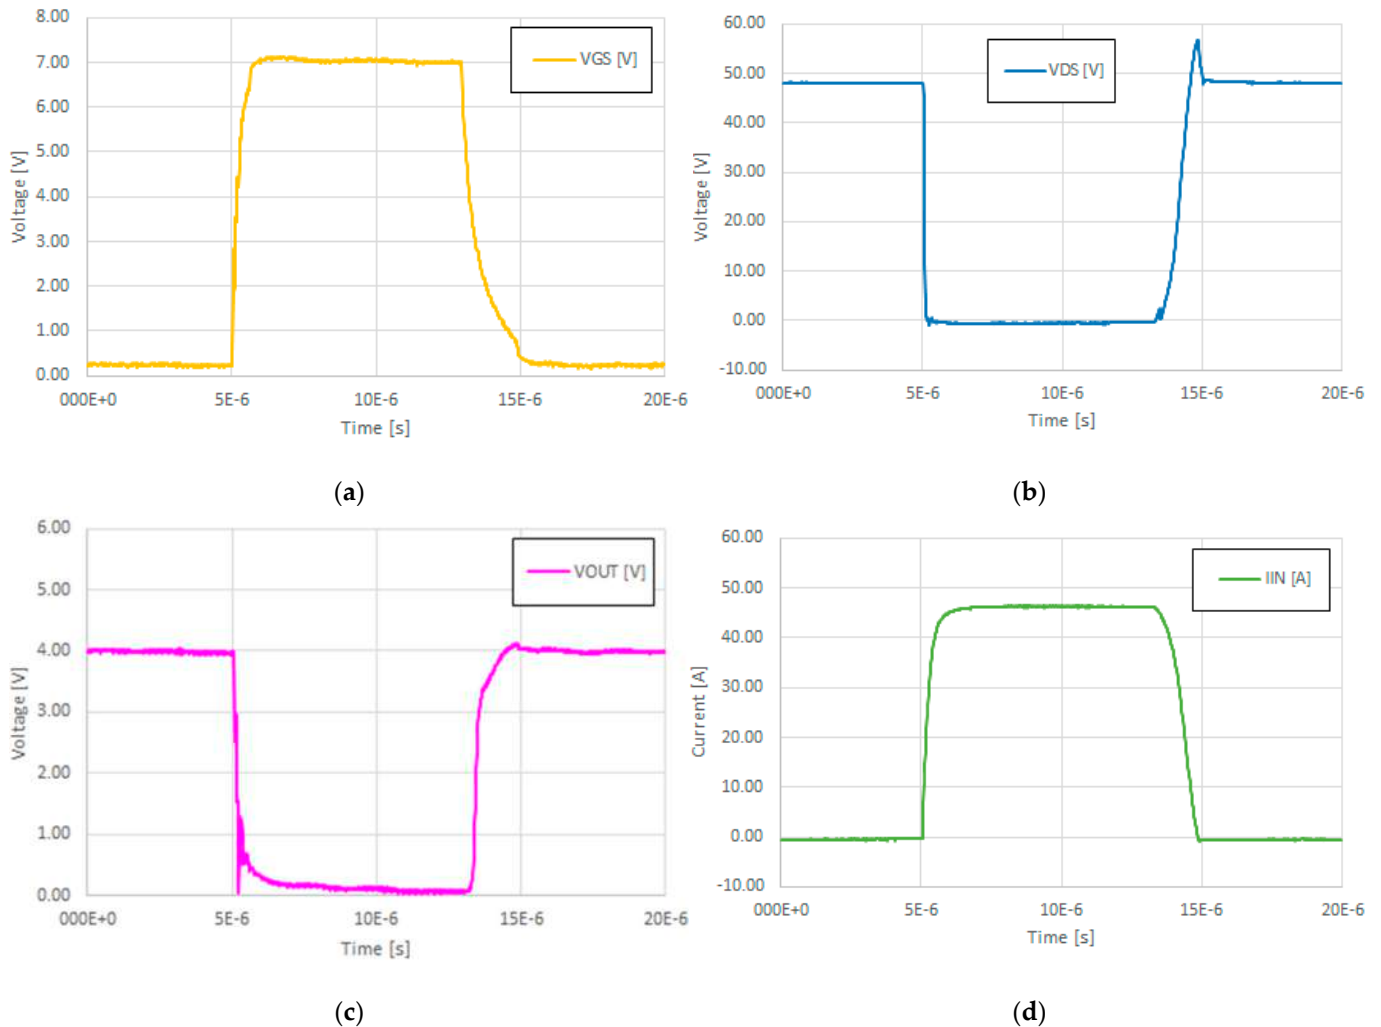 8.00
7.00
6.00
5.00
4.00
3.00
2.00
1.00
0.00
Voltage [V]
VGS [V]
000E+0 5E-6 10E-6 15E-6 20E-6
Time [s]
(a)
60.00
50.00
40.00
30.00
20.00
10.00
0.00
-10.00
Voltage [V]
VDS [V]
000E+0 5E-6 10E-6 15E-6 20E-6
Time [s]
(b)
6.00
5.00
4.00
3.00
2.00
1.00
0.00
Voltage [V]
VOUT [V]
000E+0 5E-6 10E-6 15E-6 20E-6
Time [s]
(c)
60.00
50.00
40.00
30.00
20.00
10.00
0.00
-10.00
Current [A]
IIN [A]
000E+0 5E-6 10E-6 15E-6 20E-6
Time [s]
(d)